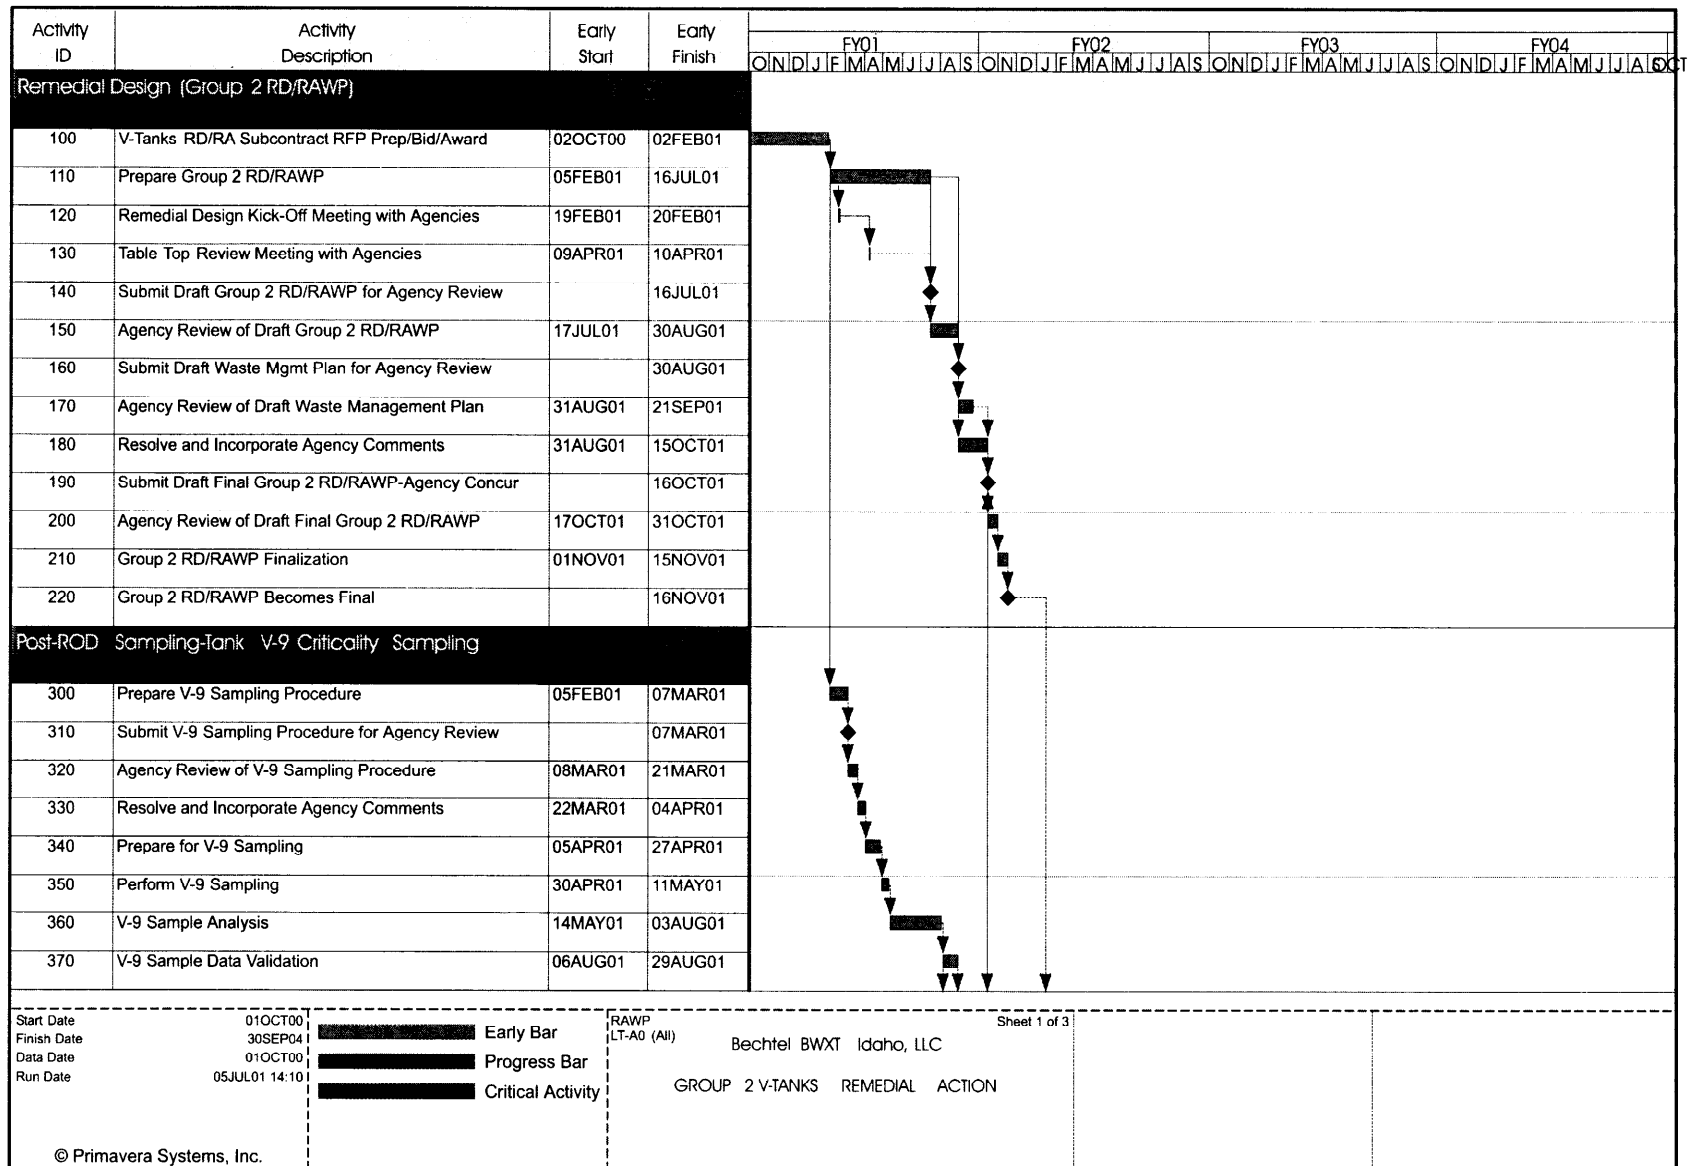 Activity ID Activity Description Early Start Early Finish
FY01 FY02 FY03 FY04
O N D J F M A M J J A S O N D J F M A M J J A S O N D J F M A M J J A S O N D J F M A M J J A S OCT
Remedial Design (Group 2 RD/RAWP)
100 V-Tanks RD/RA Subcontract RFP Prep/Bid/Award 02OCT00 02FEB01
110 Prepare Group 2 RD/RAWP 05FEB01 16JUL01
120 Remedial Design Kick-Off Meeting with Agencies 19FEB01 20FEB01
130 Table Top Review Meeting with Agencies 09APR01 10APR01
140 Submit Draft Group 2 RD/RAWP for Agency Review 16JUL01
150 Agency Review of Draft Group 2 RD/RAWP 17JUL01 30AUG01
160 Submit Draft Waste Mgmt Plan for Agency Review 30AUG01
170 Agency Review of Draft Waste Management Plan 31AUG01 21SEP01
180 Resolve and Incorporate Agency Comments 31AUG01 15OCT01
190 Submit Draft Final Group 2 RD/RAWP-Agency Concur 16OCT01
200 Agency Review of Draft Final Group 2 RD/RAWP 17OCT01 31OCT01
210 Group 2 RD/RAWP Finalization 01NOV01 15NOV01
220 Group 2 RD/RAWP Becomes Final 16NOV01
Post-ROD Sampling-Tank V-9 Criticality Sampling
300 Prepare V-9 Sampling Procedure 05FEB01 07MAR01
310 Submit V-9 Sampling Procedure for Agency Review 07MAR01
320 Agency Review of V-9 Sampling Procedure 08MAR01 21MAR01
330 Resolve and Incorporate Agency Comments 22MAR01 04APR01
340 Prepare for V-9 Sampling 05APR01 27APR01
350 Perform V-9 Sampling 30APR01 11MAY01
360 V-9 Sample Analysis 14MAY01 03AUG01
370 V-9 Sample Data Validation 06AUG01 29AUG01
Start Date 01OCT00
Finish Date 30SEP04
Data Date 01OCT00
Run Date 05JUL01 14:10
© Primavera Systems, Inc.
Early Bar
Progress Bar
Critical Activity
RAWP
LT-A0 (All)
Sheet 1 of 3
Bechtel BWXT Idaho, LLC
GROUP 2 V-TANKS REMEDIAL ACTION